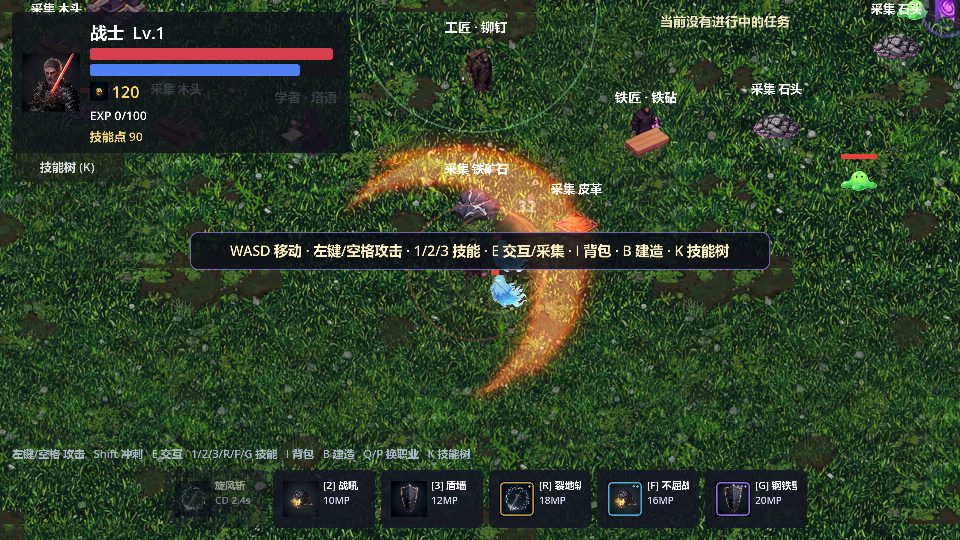 采集 木头
战士 Lv.1
120
EXP 0/100
技能点 90
技能树 (K)
采集 木头
学者 · 塔语
工匠 · 铆钉
当前没有进行中的任务
采集 石头
铁匠 · 铁砧
采集 石头
采集 铁矿石
采集 皮革
WASD 移动 · 左键/空格攻击 · 1/2/3 技能 · E 交互/采集 · I 背包 · B 建造 · K 技能树
左键/空格 攻击 Shift 冲刺 E 交互 1/2/3/R/F/G 技能 I 背包 B 建造 Q/P 换职业 K 技能树
旋风斩
CD 2.4s
[2] 战吼
10MP
[3] 盾墙
12MP
[R] 裂地斩
18MP
[F] 不屈战
16MP
[G] 钢铁
20MP